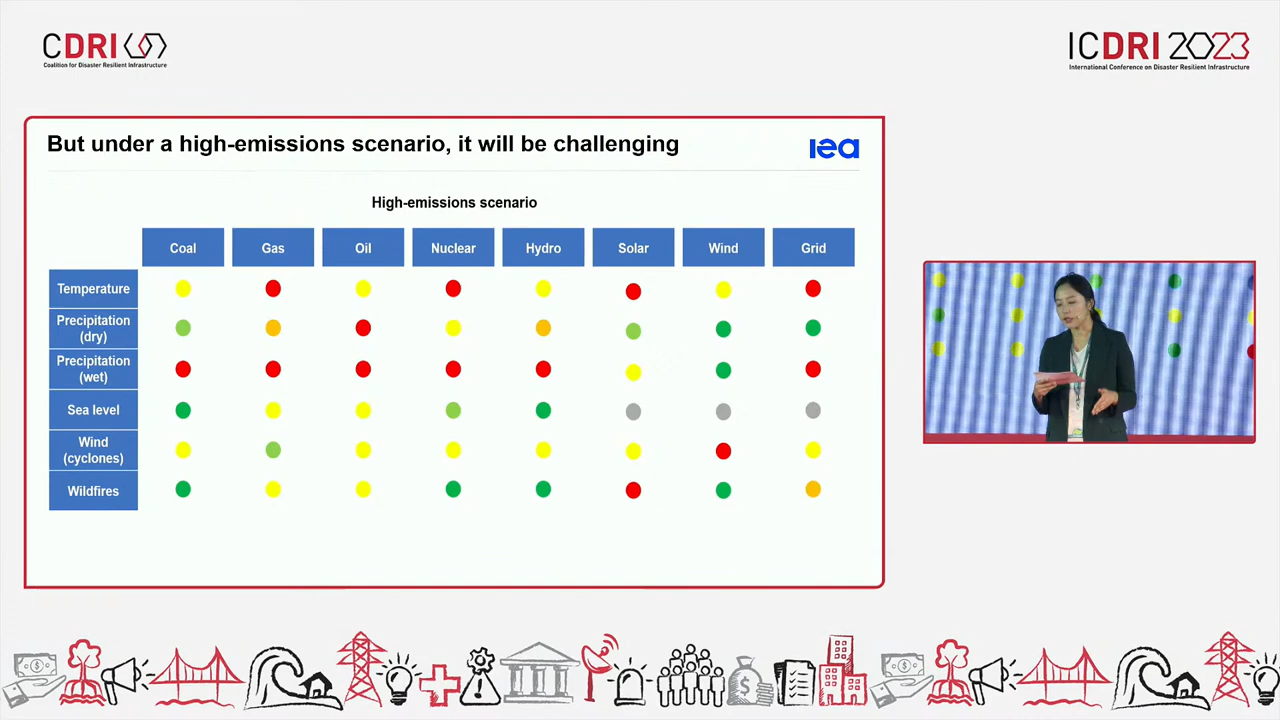 CDRI
Coalition for Disaster Resilient Infrastructure
ICDRI 2023
International Conference on Disaster Resilient Infrastructure
But under a high-emissions scenario, it will be challenging
iea
High-emissions scenario
Coal Gas Oil Nuclear Hydro Solar Wind Grid
Temperature
Precipitation
(dry)
Precipitation
(wet)
Sea level
Wind
(cyclones)
Wildfires